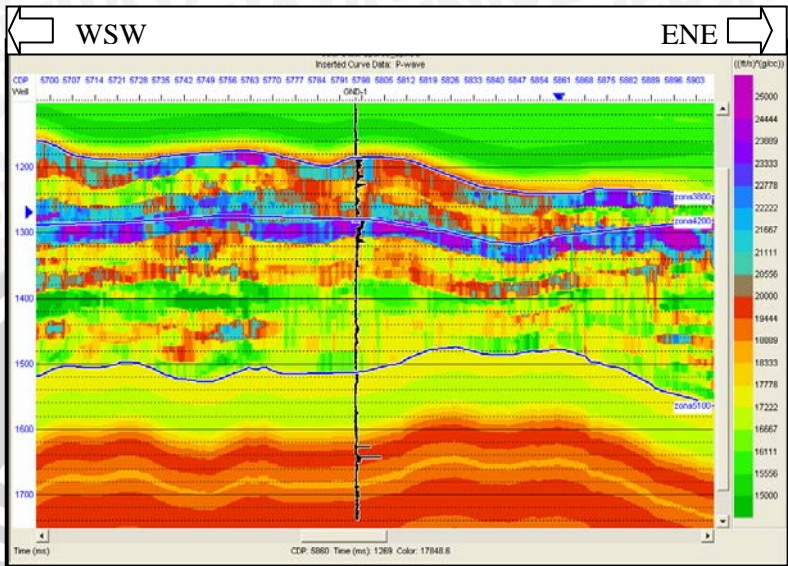 WSW ENE
Inserted Curve Data: P-wave
((ft/s)*(g/cc))
CDP 5700 5707 5714 5721 5728 5735 5742 5749 5756 5763 5770 5777 5784 5791 5798 5805 5812 5819 5826 5833 5840 5847 5854 5861 5868 5875 5882 5889 5896 5903
Well GND-1
25000
24444
23889
23333
22778
22222
21667
21111
20556
20000
19444
18889
18333
17778
17222
16667
16111
15556
15000
1200
1300
1400
1500
1600
1700
zona3800
zona4200
zona5100
Time (ms) CDP: 5860 Time (ms): 1269 Color: 17848.6